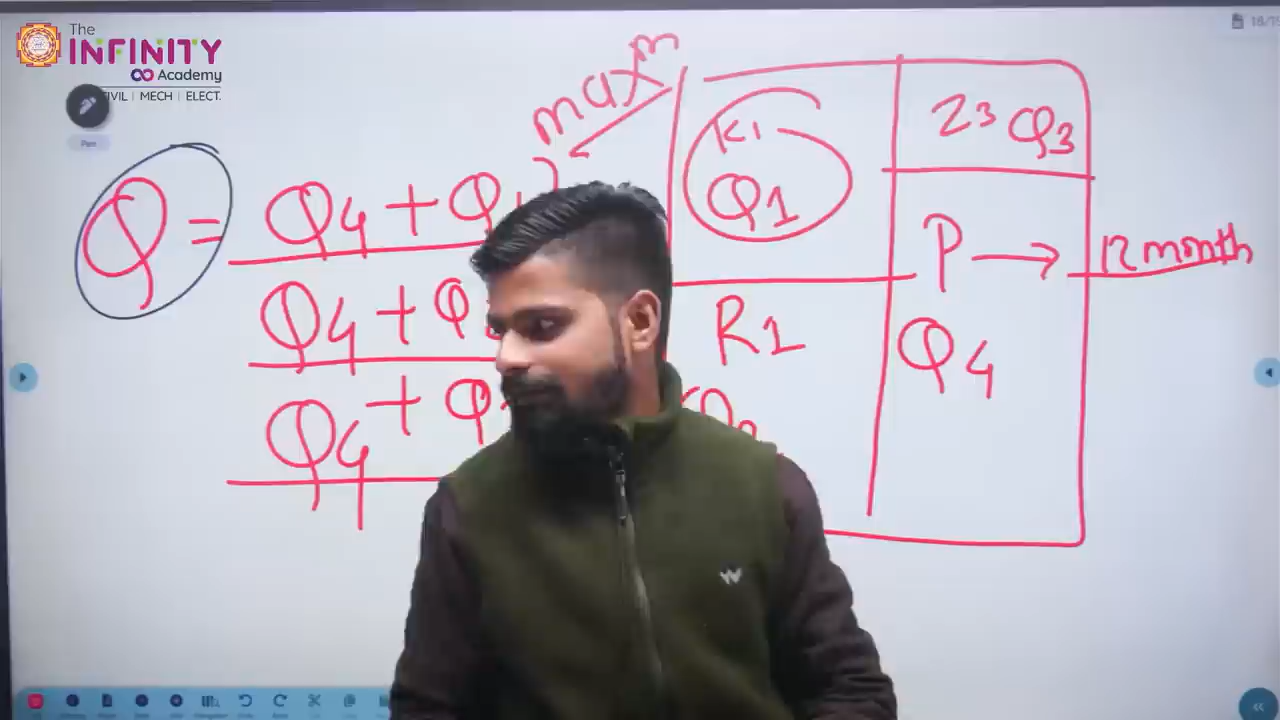 The
INFINITY
Academy
CIVIL | MECH | ELECT.
Pen
maxm
Q = Q4 + Q
Q4 + Q
Q4 + Q
K1
Q1
R1
Z3 Q3
P → 12 month
Q4